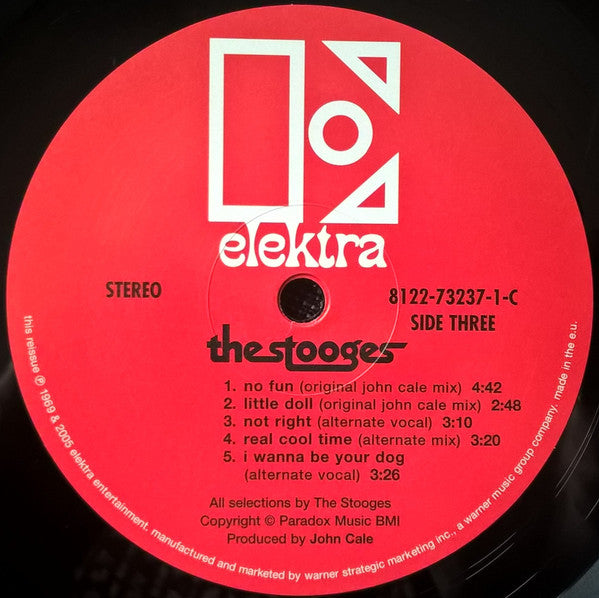 elektra
STEREO
8122-73237-1-C
SIDE THREE
the stooges
1. no fun (original john cale mix) 4:42
2. little doll (original john cale mix) 2:48
3. not right (alternate vocal) 3:10
4. real cool time (alternate mix) 3:20
5. i wanna be your dog
(alternate vocal) 3:26
All selections by The Stooges
Copyright © Paradox Music BMI
Produced by John Cale
this reissue ℗ 1969 & 2005 elektra entertainment. manufactured and marketed by warner strategic marketing inc., a warner music group company. made in the e.u.